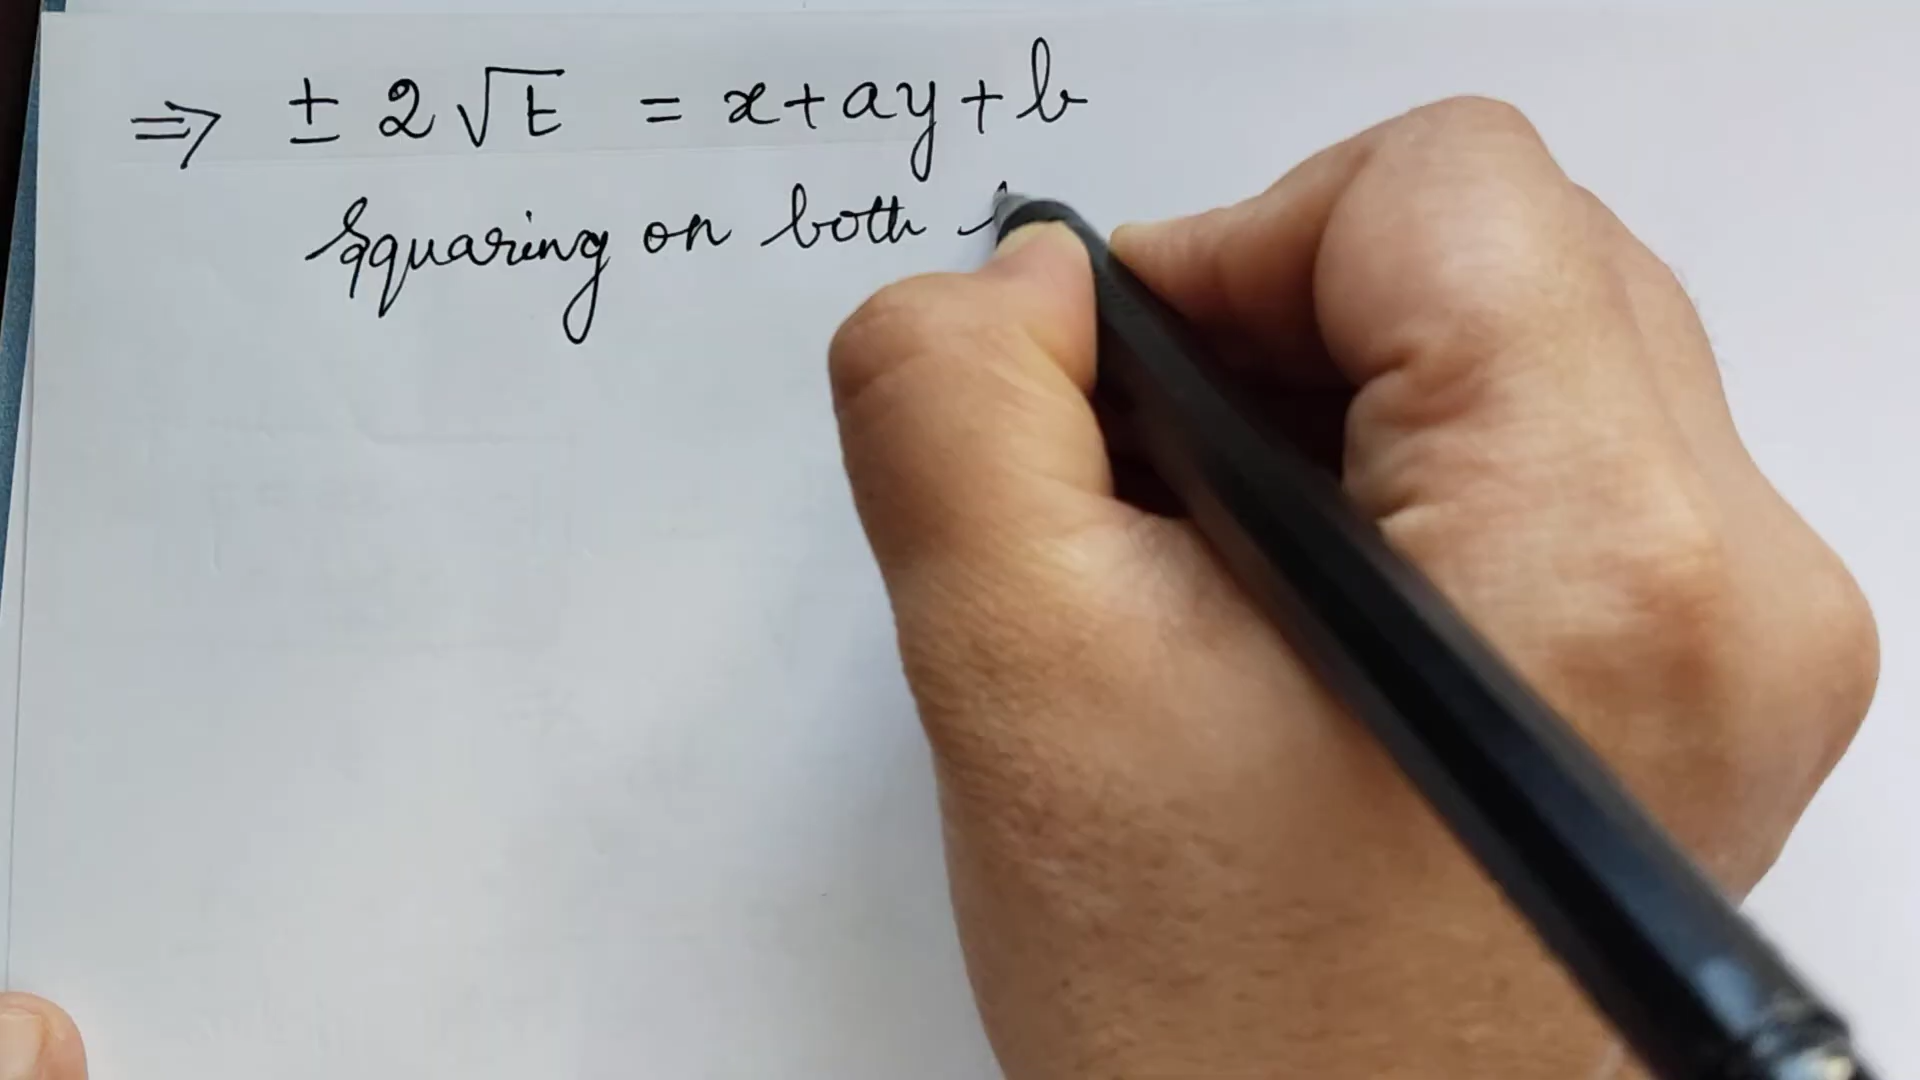 ⇒ ± 2 √t = x + ay + b
Squaring on both